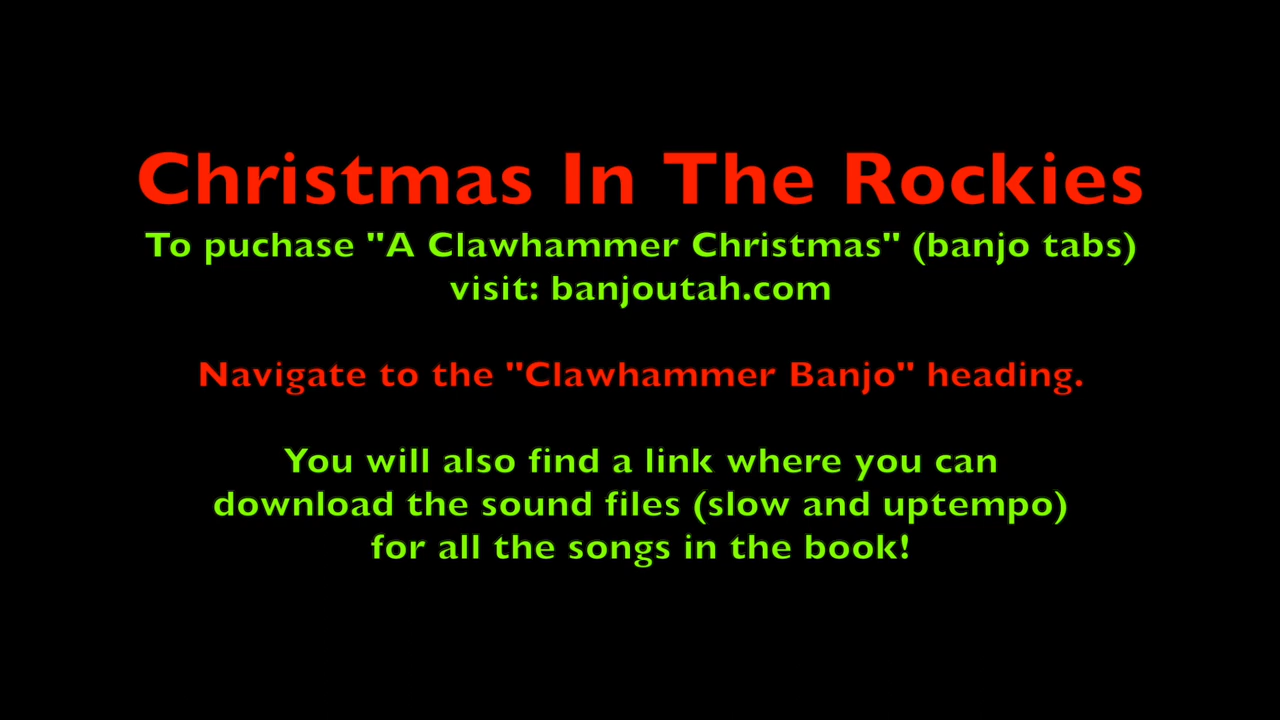 Christmas In The Rockies
To puchase "A Clawhammer Christmas" (banjo tabs)
visit: banjoutah.com
Navigate to the "Clawhammer Banjo" heading.
You will also find a link where you can
download the sound files (slow and uptempo)
for all the songs in the book!